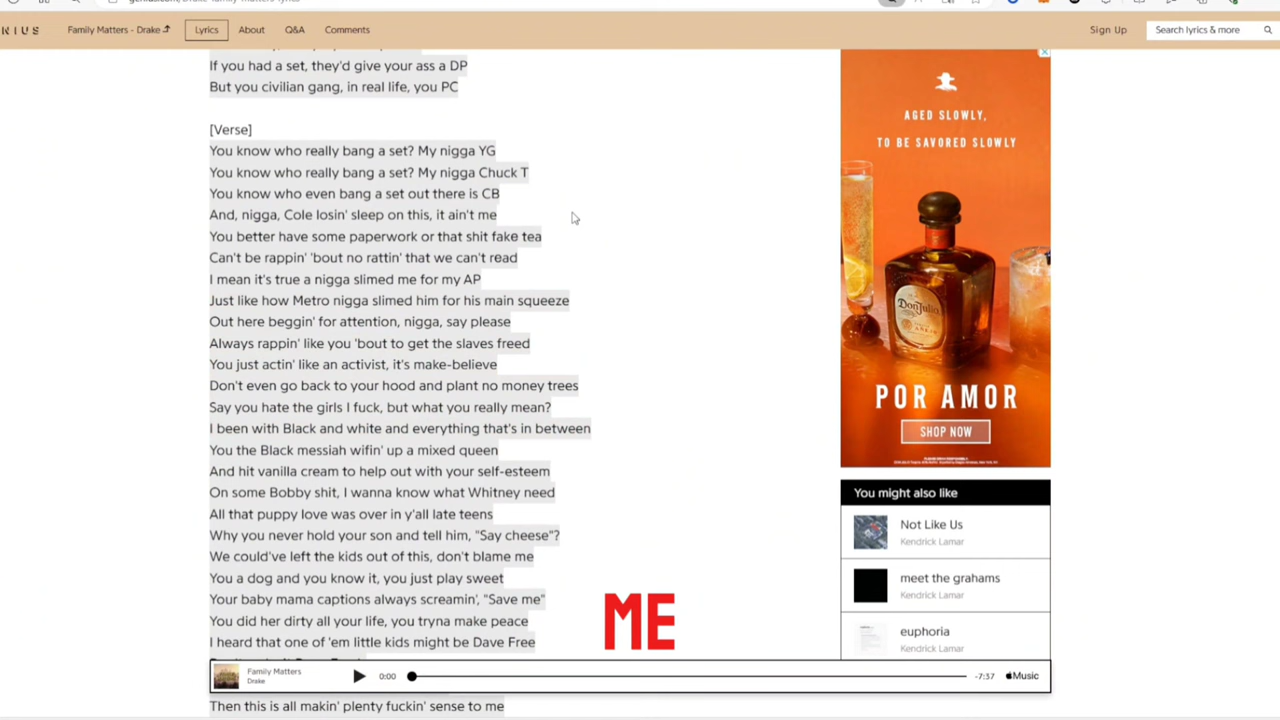 genius.com/Drake-family-matters-lyrics
NIUS
Family Matters - Drake
Lyrics
About
Q&A
Comments
Sign Up
Search lyrics & more
If you had a set, they'd give your ass a DP
But you civilian gang, in real life, you PC
[Verse]
You know who really bang a set? My nigga YG
You know who really bang a set? My nigga Chuck T
You know who even bang a set out there is CB
And, nigga, Cole losin' sleep on this, it ain't me
You better have some paperwork or that shit fake tea
Can't be rappin' 'bout no rattin' that we can't read
I mean it's true a nigga slimed me for my AP
Just like how Metro nigga slimed him for his main squeeze
Out here beggin' for attention, nigga, say please
Always rappin' like you 'bout to get the slaves freed
You just actin' like an activist, it's make-believe
Don't even go back to your hood and plant no money trees
Say you hate the girls I fuck, but what you really mean?
I been with Black and white and everything that's in between
You the Black messiah wifin' up a mixed queen
And hit vanilla cream to help out with your self-esteem
On some Bobby shit, I wanna know what Whitney need
All that puppy love was over in y'all late teens
Why you never hold your son and tell him, "Say cheese"?
We could've left the kids out of this, don't blame me
You a dog and you know it, you just play sweet
Your baby mama captions always screamin', "Save me"
You did her dirty all your life, you tryna make peace
I heard that one of 'em little kids might be Dave Free
Then this is all makin' plenty fuckin' sense to me
ME
Family Matters
Drake
0:00
-7:37
Music
AGED SLOWLY,
TO BE SAVORED SLOWLY
Don Julio
POR AMOR
SHOP NOW
You might also like
Not Like Us
Kendrick Lamar
meet the grahams
Kendrick Lamar
euphoria
Kendrick Lamar